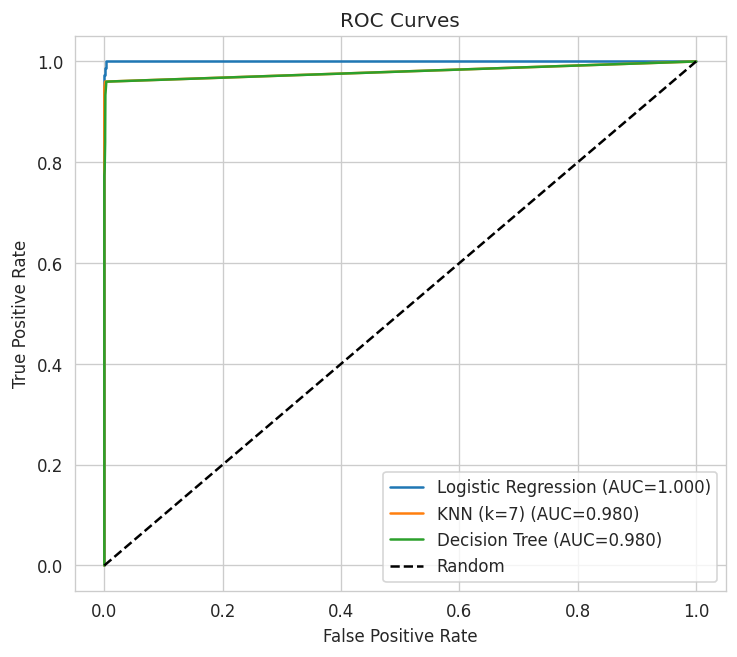 ROC Curves
1.0
0.8
0.6
0.4
0.2
0.0
True Positive Rate
Logistic Regression (AUC=1.000)
KNN (k=7) (AUC=0.980)
Decision Tree (AUC=0.980)
Random
0.0 0.2 0.4 0.6 0.8 1.0
False Positive Rate